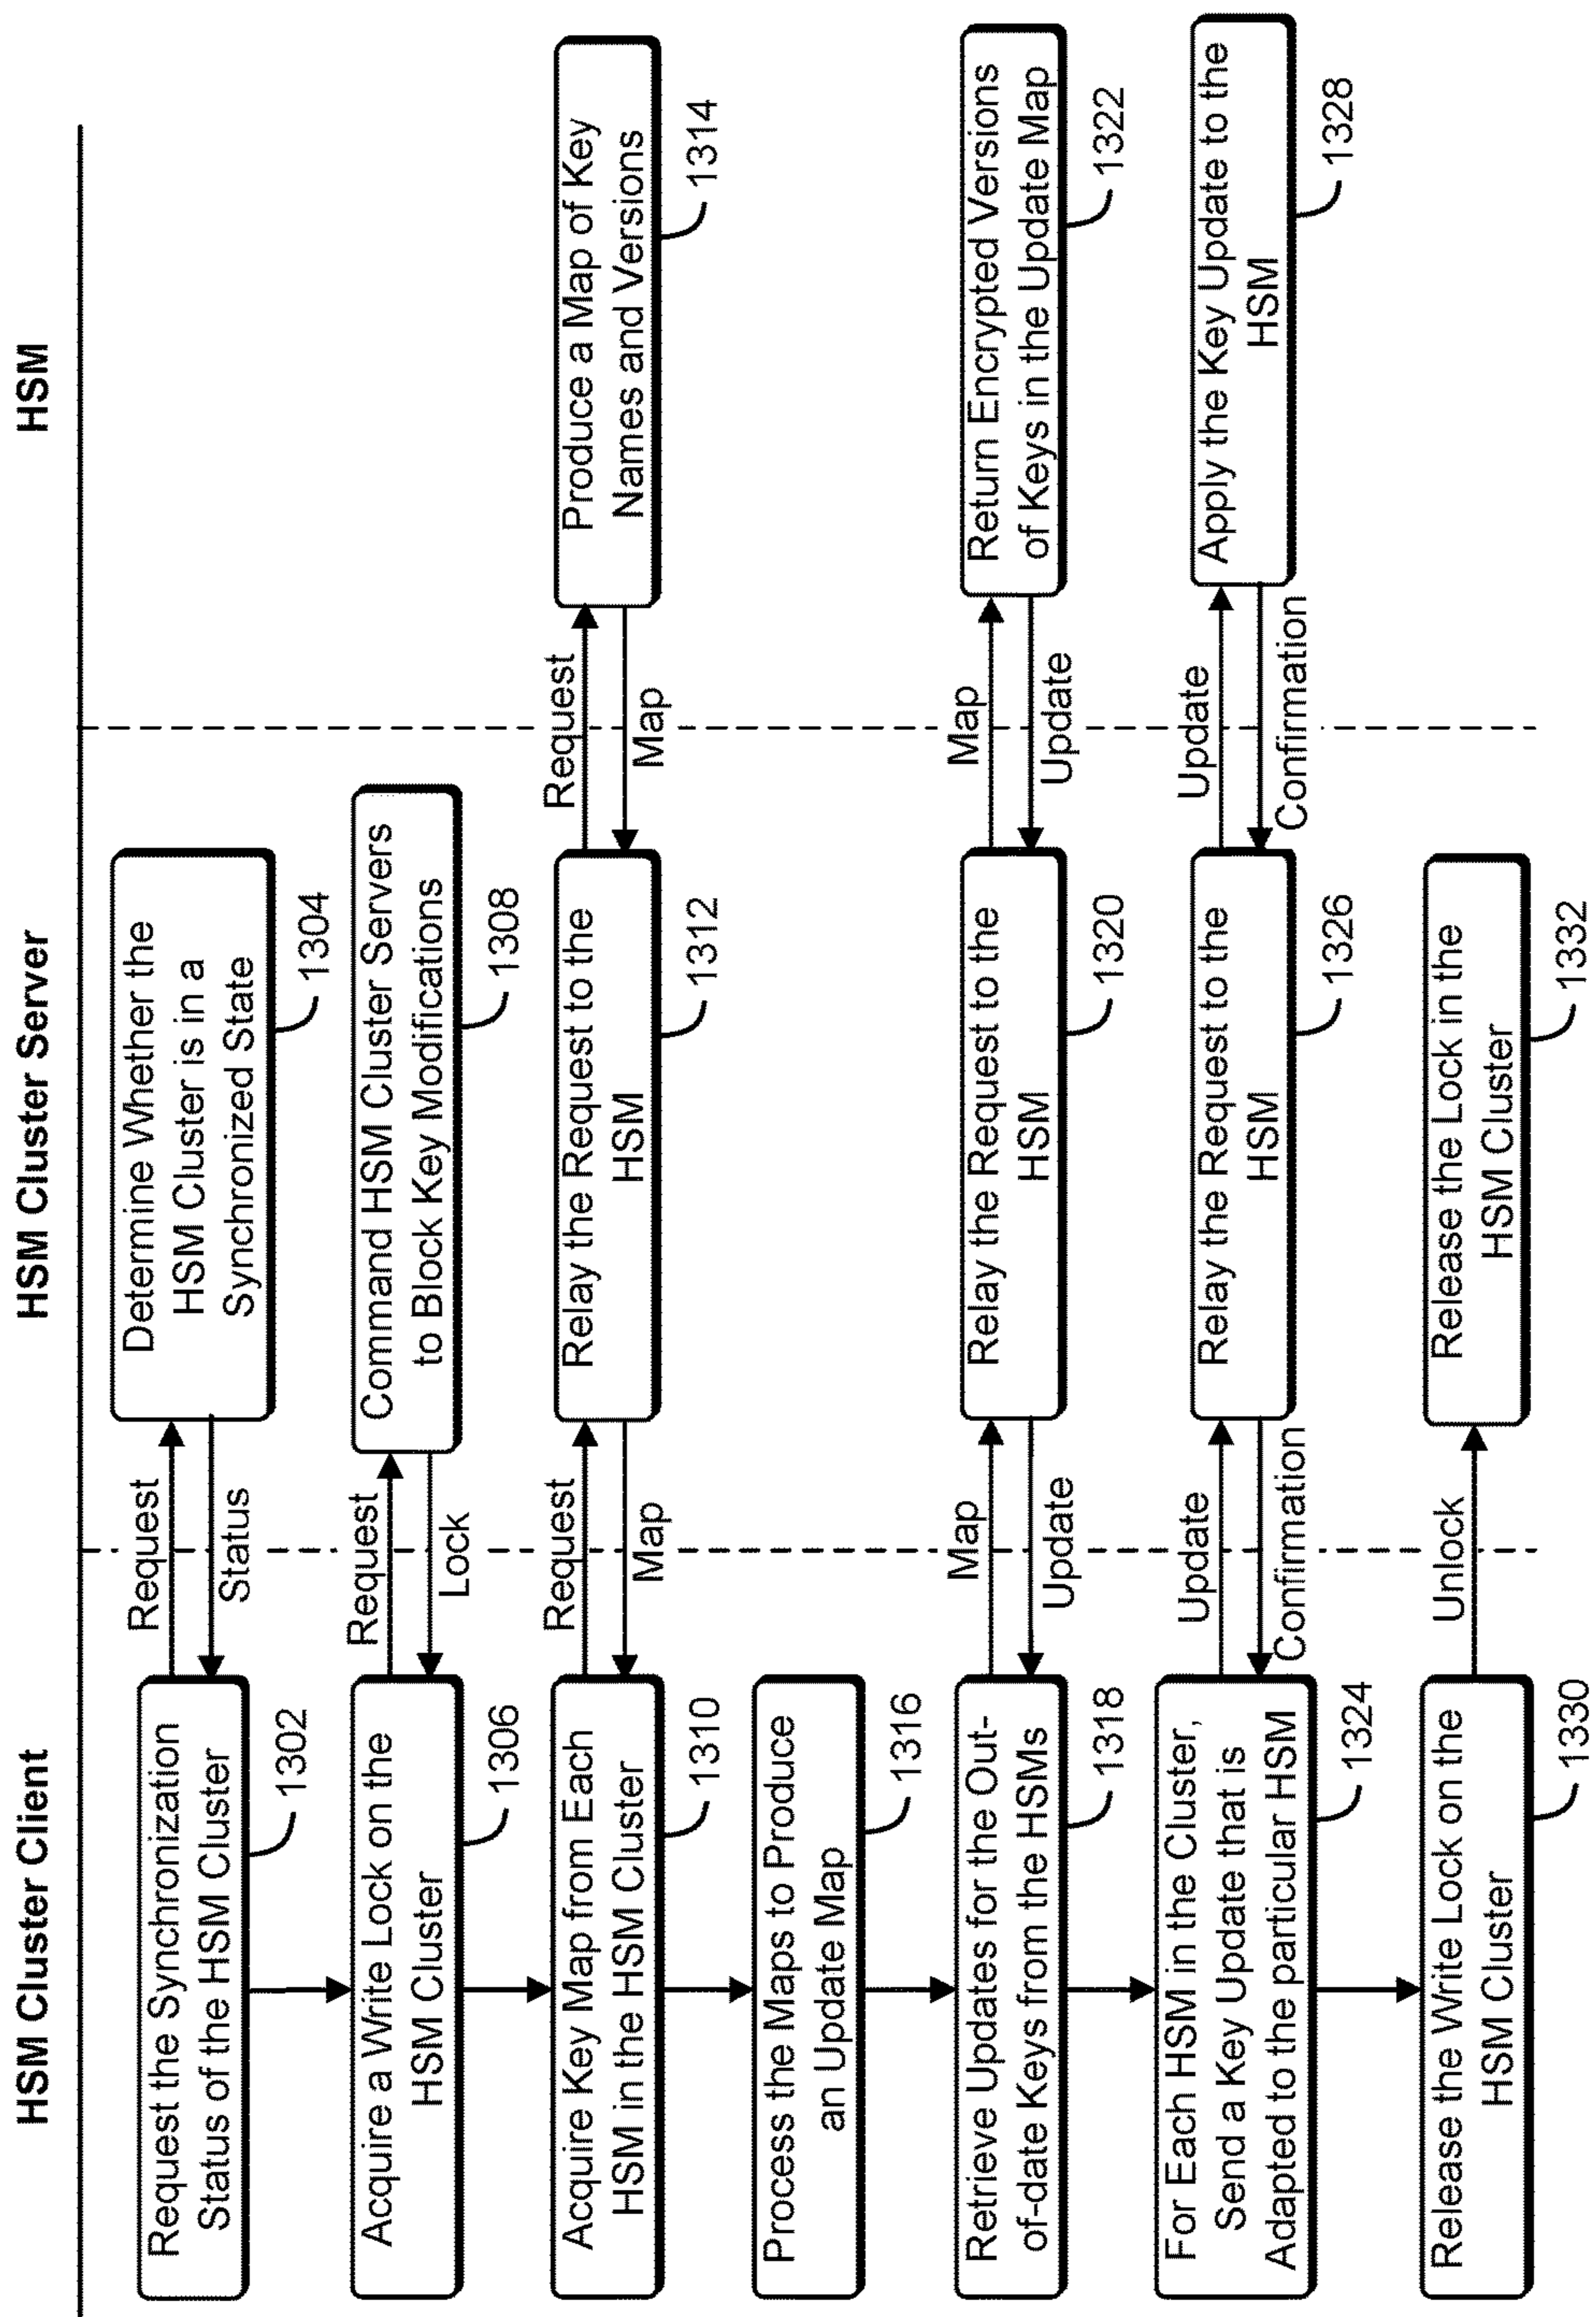 HSM Cluster Client
HSM Cluster Server
HSM
Request the Synchronization
Status of the HSM Cluster
1302
Request
Status
Determine Whether the
HSM Cluster is in a
Synchronized State
1304
Acquire a Write Lock on the
HSM Cluster
1306
Request
Lock
Command HSM Cluster Servers
to Block Key Modifications
1308
Acquire Key Map from Each
HSM in the HSM Cluster
1310
Request
Map
Relay the Request to the
HSM
1312
Request
Map
Produce a Map of Key
Names and Versions
1314
Process the Maps to Produce
an Update Map
1316
Retrieve Updates for the Out-
of-date Keys from the HSMs
1318
Map
Update
Relay the Request to the
HSM
1320
Map
Update
Return Encrypted Versions
of Keys in the Update Map
1322
For Each HSM in the Cluster,
Send a Key Update that is
Adapted to the particular HSM
1324
Update
Confirmation
Relay the Request to the
HSM
1326
Update
Confirmation
Apply the Key Update to the
HSM
1328
Release the Write Lock on the
HSM Cluster
1330
Unlock
Release the Lock in the
HSM Cluster
1332